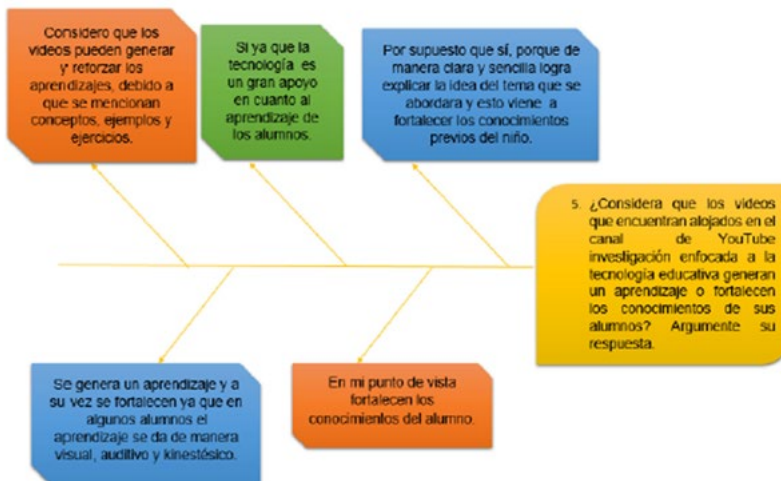 Considero que los
videos pueden generar
y reforzar los
aprendizajes, debido a
que se mencionan
conceptos, ejemplos y
ejercicios.
Si ya que la
tecnología es
un gran apoyo
en cuanto al
aprendizaje de
los alumnos.
Por supuesto que sí, porque de
manera clara y sencilla logra
explicar la idea del tema que se
abordara y esto viene a
fortalecer los conocimientos
previos del niño.
5. ¿Considera que los videos
que encuentran alojados en el
canal de YouTube
investigación enfocada a la
tecnología educativa generan
un aprendizaje o fortalecen
los conocimientos de sus
alumnos? Argumente su
respuesta.
Se genera un aprendizaje y a
su vez se fortalecen ya que en
algunos alumnos el
aprendizaje se da de manera
visual, auditivo y kinestésico.
En mi punto de vista
fortalecen los
conocimientos del alumno.